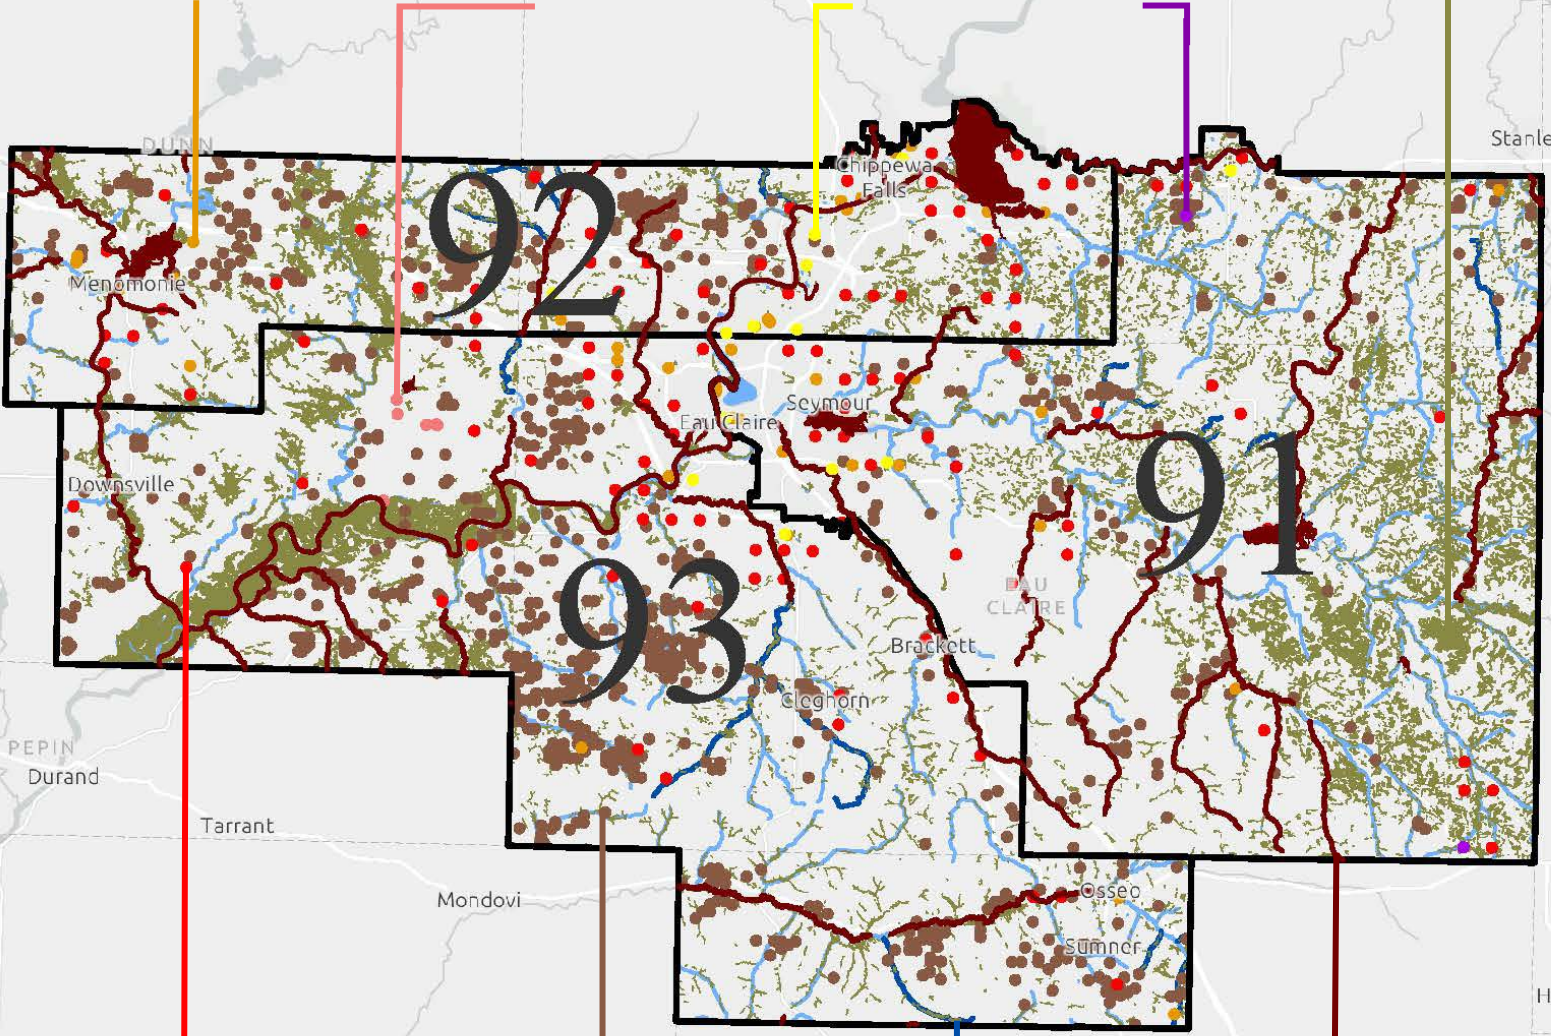 DUNN
Stanle
Chippewa
Falls
92
Menomonie
Seymour
Eau Claire
91
Downsville
93
EAU
CLAIRE
Brackett
Cleghorn
PEPIN
Durand
Tarrant
Mondovi
Osseo
Sumner
H